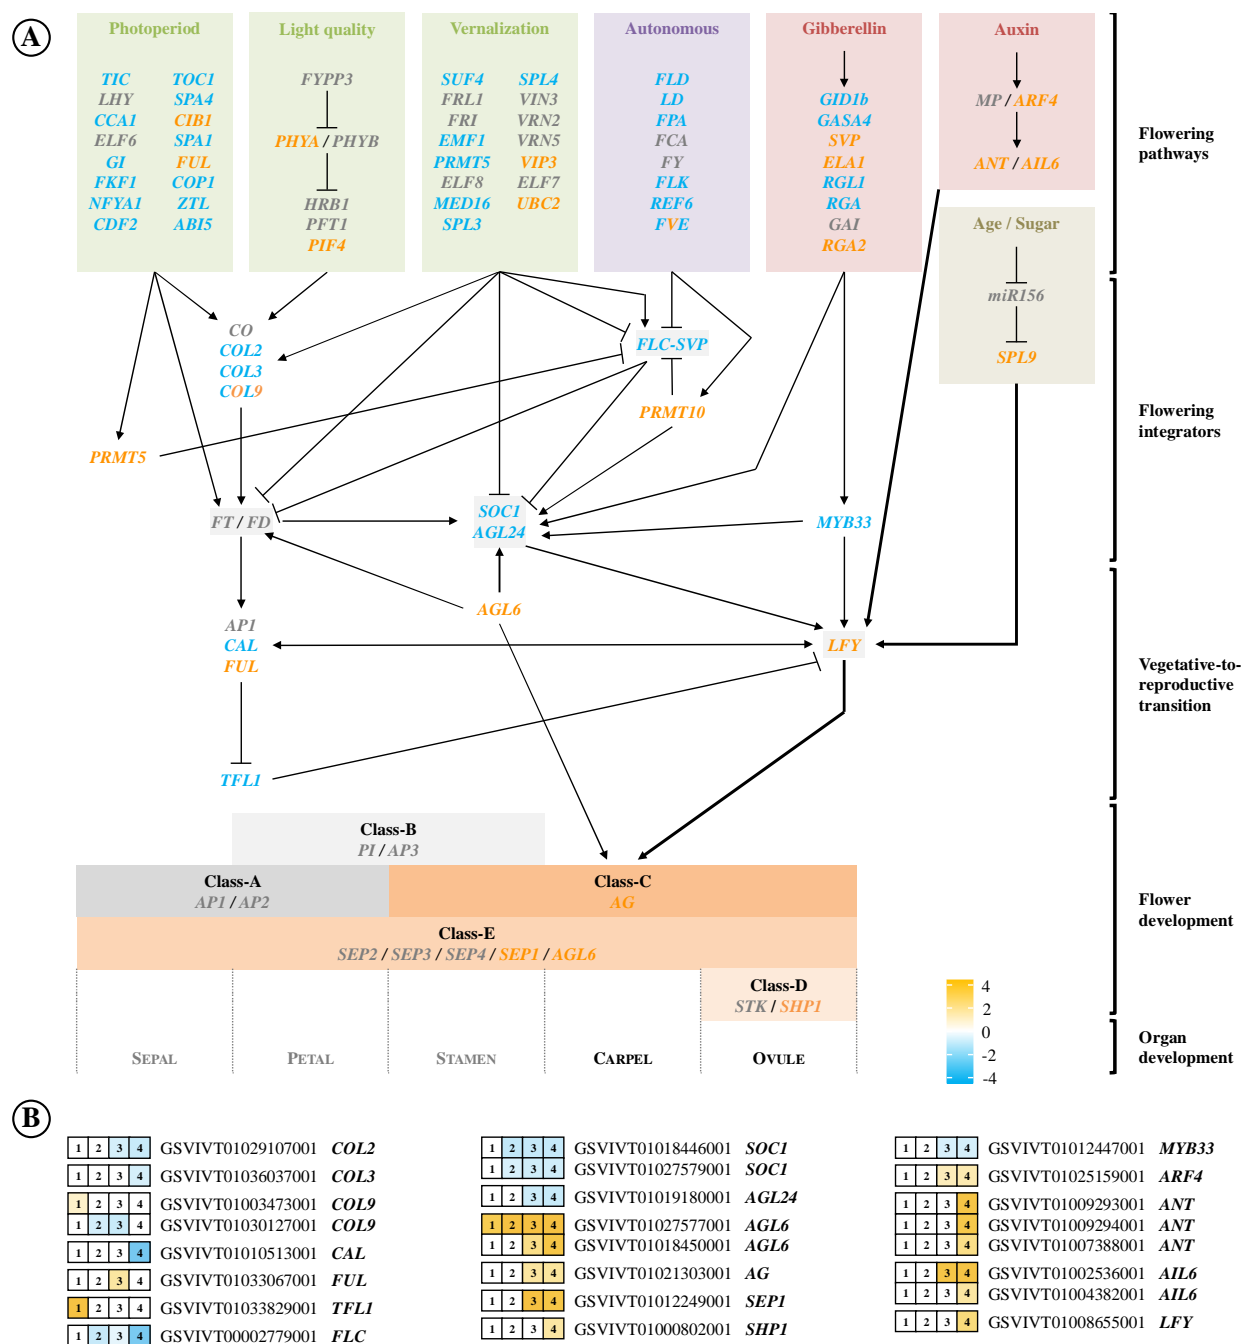 A
Photoperiod
TIC TOC1
LHY SPA4
CCA1 CIB1
ELF6 SPA1
GI FUL
FKF1 COP1
NFYA1 ZTL
CDF2 ABI5
Light quality
FYPP3
PHYA / PHYB
HRB1
PFT1
PIF4
Vernalization
SUF4 SPL4
FRL1 VIN3
FRI VRN2
EMF1 VRN5
PRMT5 VIP3
ELF8 ELF7
MED16 UBC2
SPL3
Autonomous
FLD
LD
FPA
FCA
FY
FLK
REF6
FVE
Gibberellin
GID1b
GASA4
SVP
ELA1
RGL1
RGA
GAI
RGA2
Auxin
MP / ARF4
ANT / AIL6
Age / Sugar
miR156
SPL9
Flowering
pathways
CO
COL2
COL3
COL9
FLC-SVP
PRMT10
PRMT5
FT / FD
SOC1
AGL24
MYB33
Flowering
integrators
AGL6
AP1
CAL
FUL
LFY
TFL1
Vegetative-to-
reproductive
transition
Class-B
PI / AP3
Class-A
AP1 / AP2
Class-C
AG
Class-E
SEP2 / SEP3 / SEP4 / SEP1 / AGL6
Class-D
STK / SHP1
Flower
development
SEPAL PETAL STAMEN CARPEL OVULE
4
2
0
-2
-4
Organ
development
B
1 2 3 4 GSVIVT01029107001 COL2
1 2 3 4 GSVIVT01036037001 COL3
1 2 3 4 GSVIVT01003473001 COL9
1 2 3 4 GSVIVT01030127001 COL9
1 2 3 4 GSVIVT01010513001 CAL
1 2 3 4 GSVIVT01033067001 FUL
1 2 3 4 GSVIVT01033829001 TFL1
1 2 3 4 GSVIVT00002779001 FLC
1 2 3 4 GSVIVT01018446001 SOC1
1 2 3 4 GSVIVT01027579001 SOC1
1 2 3 4 GSVIVT01019180001 AGL24
1 2 3 4 GSVIVT01027577001 AGL6
1 2 3 4 GSVIVT01018450001 AGL6
1 2 3 4 GSVIVT01021303001 AG
1 2 3 4 GSVIVT01012249001 SEP1
1 2 3 4 GSVIVT01000802001 SHP1
1 2 3 4 GSVIVT01012447001 MYB33
1 2 3 4 GSVIVT01025159001 ARF4
1 2 3 4 GSVIVT01009293001 ANT
1 2 3 4 GSVIVT01009294001 ANT
1 2 3 4 GSVIVT01007388001 ANT
1 2 3 4 GSVIVT01002536001 AIL6
1 2 3 4 GSVIVT01004382001 AIL6
1 2 3 4 GSVIVT01008655001 LFY